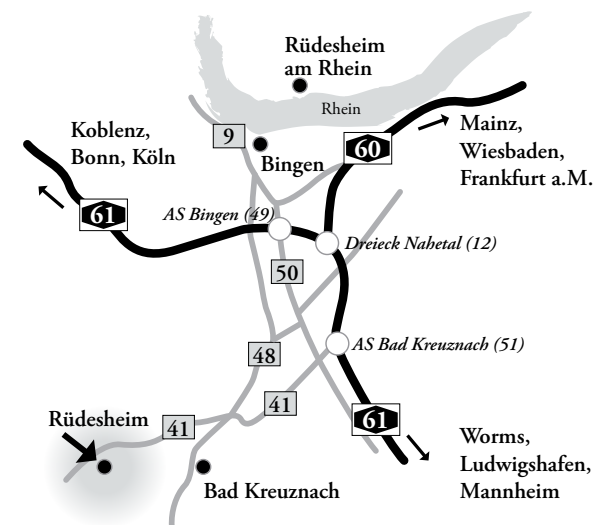 Rüdesheim
am Rhein
Rhein
9
Bingen
60
Koblenz,
Bonn, Köln
Mainz,
Wiesbaden,
Frankfurt a.M.
61
AS Bingen (49)
Dreieck Nahetal (12)
50
48
AS Bad Kreuznach (51)
41
41
61
Rüdesheim
Bad Kreuznach
Worms,
Ludwigshafen,
Mannheim